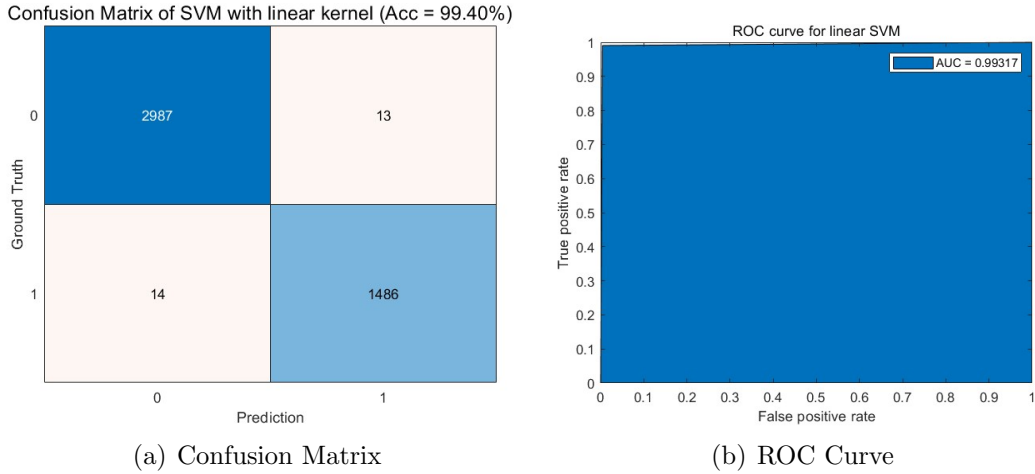 Confusion Matrix of SVM with linear kernel (Acc = 99.40%)
Ground Truth
0
2987
13
1
14
1486
0
1
Prediction
(a) Confusion Matrix
ROC curve for linear SVM
AUC = 0.99317
True positive rate
1
0.9
0.8
0.7
0.6
0.5
0.4
0.3
0.2
0.1
0
0 0.1 0.2 0.3 0.4 0.5 0.6 0.7 0.8 0.9 1
False positive rate
(b) ROC Curve